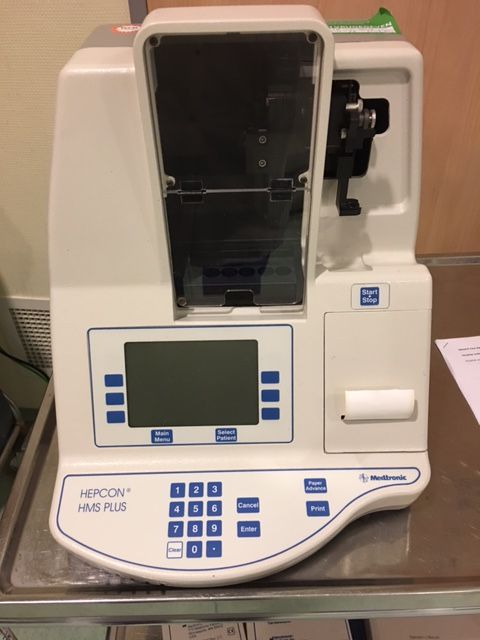 Start
Stop
Main
Menu
Select
Patient
HEPCON®
HMS PLUS
1 2 3
4 5 6
7 8 9
Clear 0 .
Cancel
Enter
Paper
Advance
Print
Medtronic